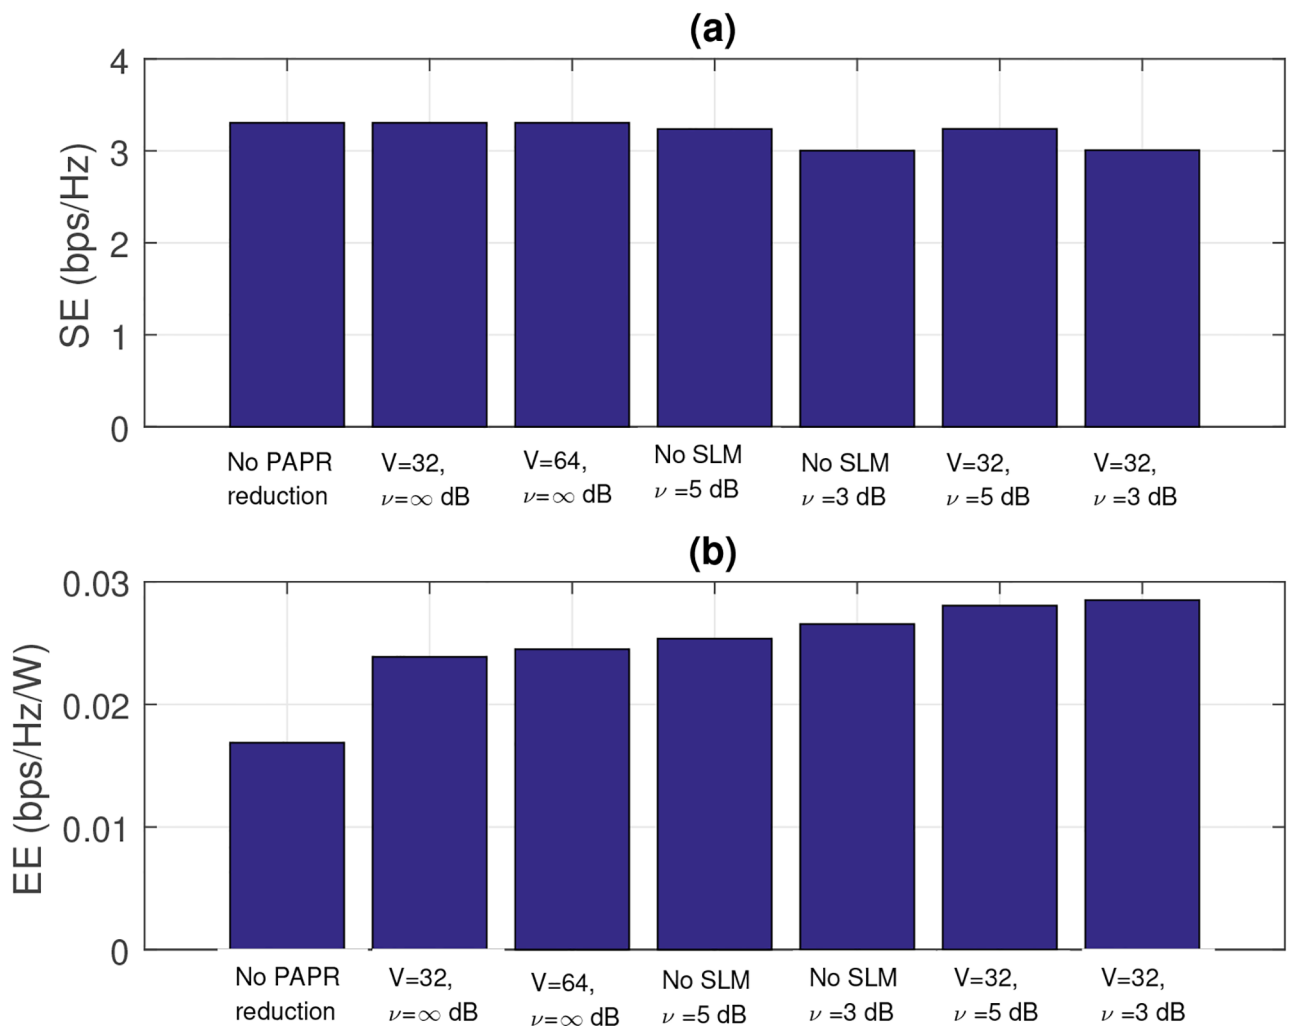 (a)
4
3
2
1
0
SE (bps/Hz)
No PAPR
reduction
V=32,
ν=∞ dB
V=64,
ν=∞ dB
No SLM
ν =5 dB
No SLM
ν =3 dB
V=32,
ν =5 dB
V=32,
ν =3 dB
(b)
0.03
0.02
0.01
0
EE (bps/Hz/W)
No PAPR
reduction
V=32,
ν=∞ dB
V=64,
ν=∞ dB
No SLM
ν =5 dB
No SLM
ν =3 dB
V=32,
ν =5 dB
V=32,
ν =3 dB